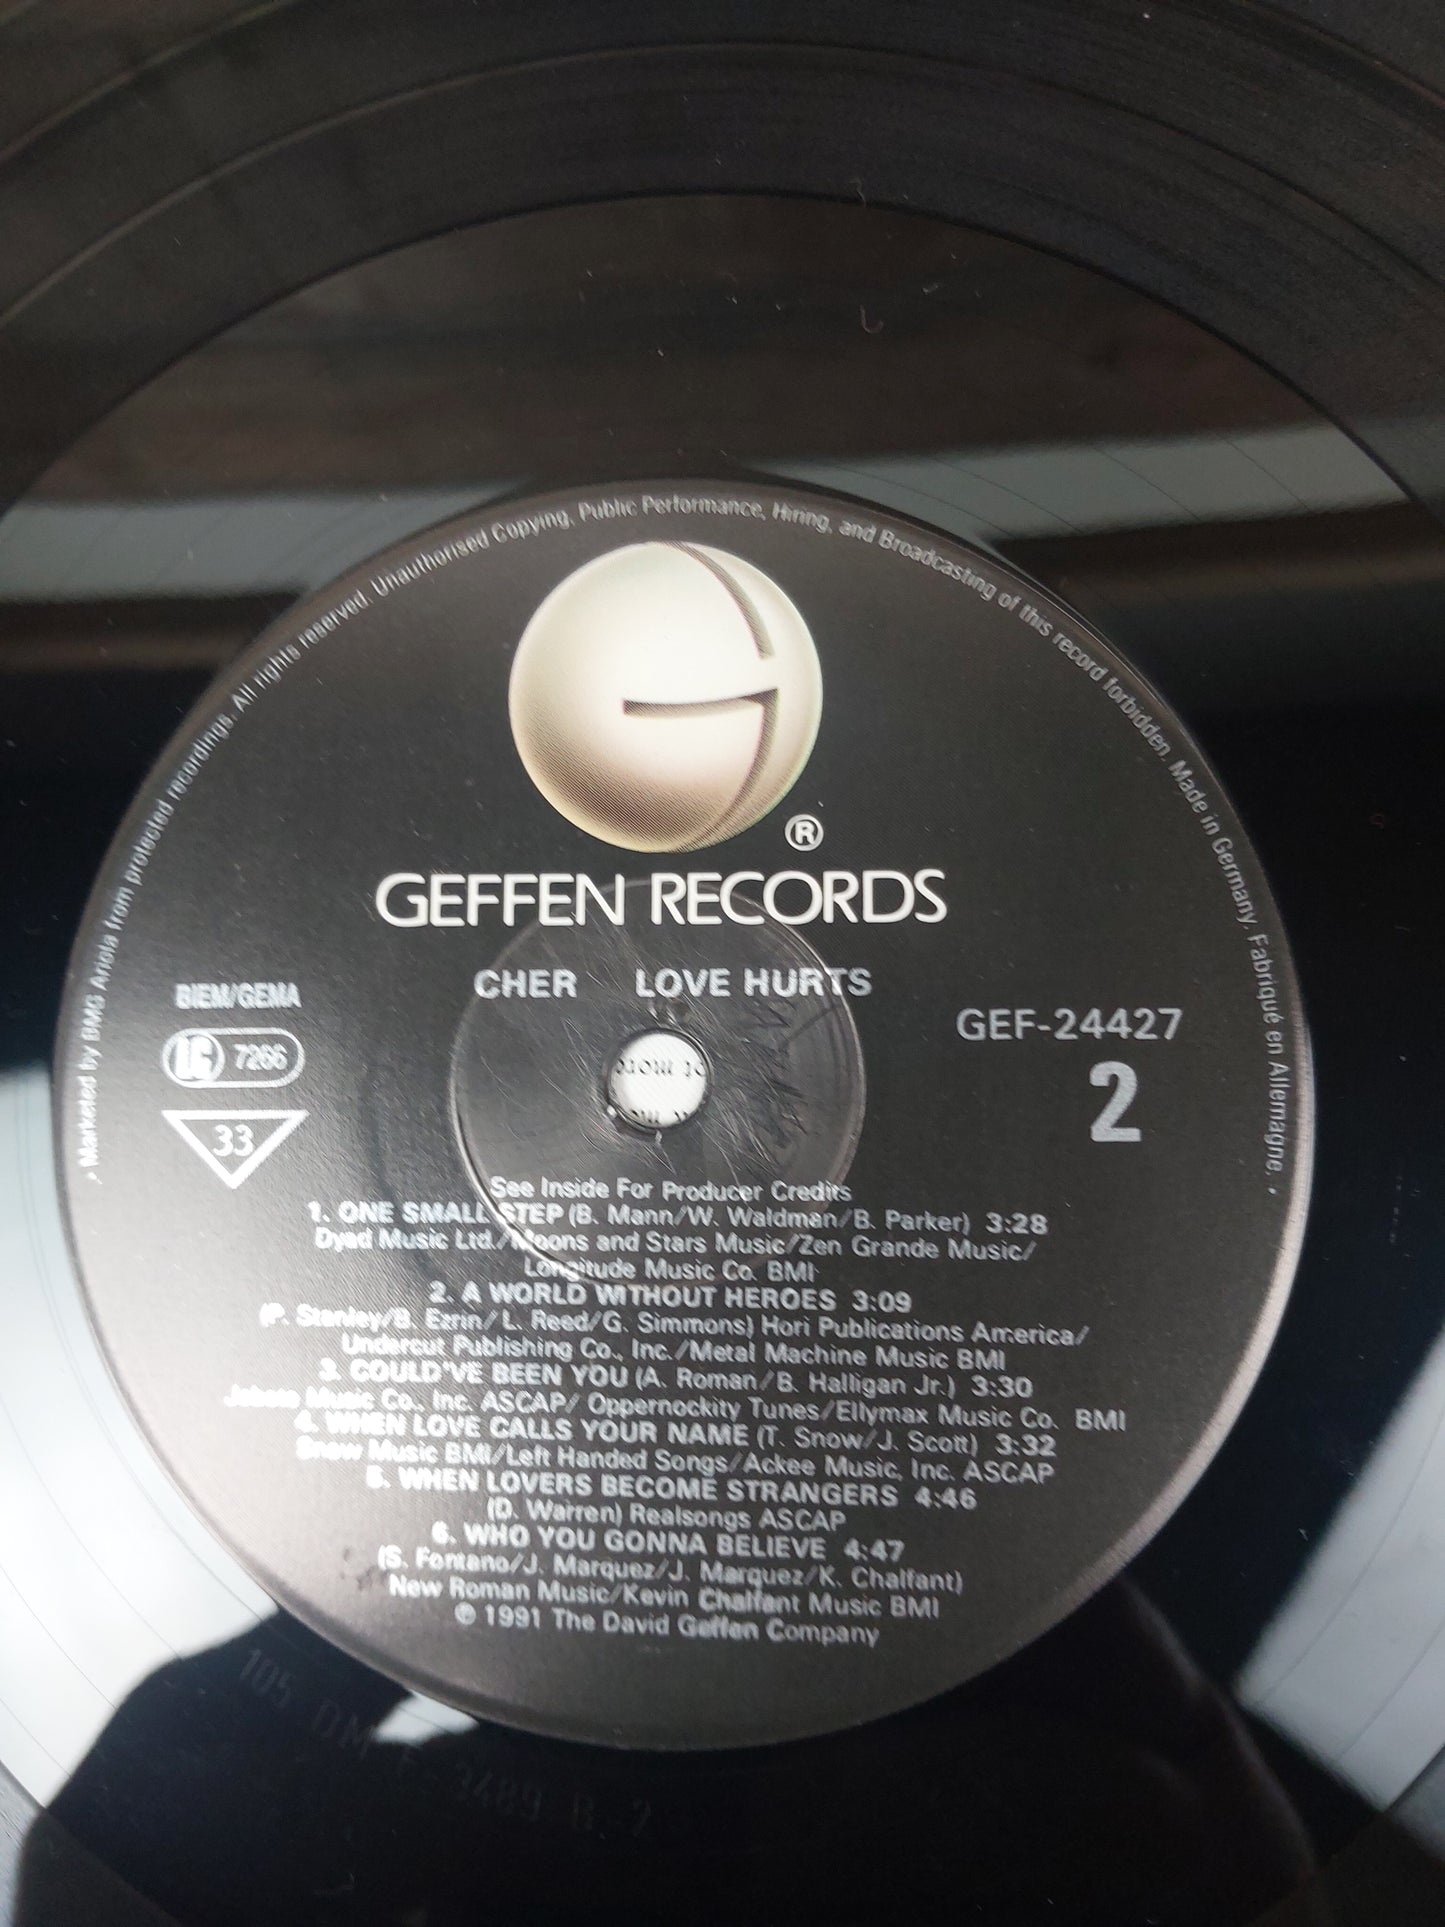 Marketed by BMG Ariola from protected recordings. All rights reserved. Unauthorised Copying, Public Performance, Hiring, and Broadcasting of this record forbidden. Made in Germany. Fabriqué en Allemagne.
®
GEFFEN RECORDS
CHER LOVE HURTS
BIEM/GEMA
GEF-24427
LC 7266
2
33
See Inside For Producer Credits
1. ONE SMALL STEP (B. Mann/W. Waldman/B. Parker) 3:28
Dyad Music Ltd./Moons and Stars Music/Zen Grande Music/
Longitude Music Co. BMI
2. A WORLD WITHOUT HEROES 3:09
(P. Stanley/B. Ezrin/L. Reed/G. Simmons) Hori Publications America/
Undercut Publishing Co., Inc./Metal Machine Music BMI
3. COULD'VE BEEN YOU (A. Roman/B. Halligan Jr.) 3:30
Music Co., Inc. ASCAP/Oppernockity Tunes/Ellymax Music Co. BMI
4. WHEN LOVE CALLS YOUR NAME (T. Snow/J. Scott) 3:32
Snow Music BMI/Left Handed Songs/Ackee Music, Inc. ASCAP
5. WHEN LOVERS BECOME STRANGERS 4:46
(D. Warren) Realsongs ASCAP
6. WHO YOU GONNA BELIEVE 4:47
(S. Fontano/J. Marquez/J. Marquez/K. Chalfant)
New Roman Music/Kevin Chalfant Music BMI
℗ 1991 The David Geffen Company